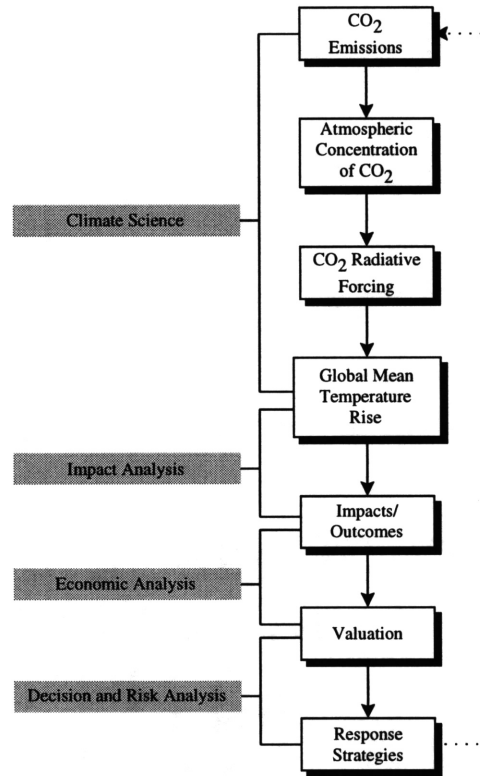 CO2
Emissions
Atmospheric
Concentration
of CO2
Climate Science
CO2 Radiative
Forcing
Global Mean
Temperature
Rise
Impact Analysis
Impacts/
Outcomes
Economic Analysis
Valuation
Decision and Risk Analysis
Response
Strategies